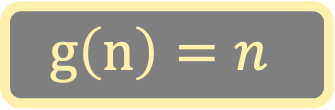 g(n) = n